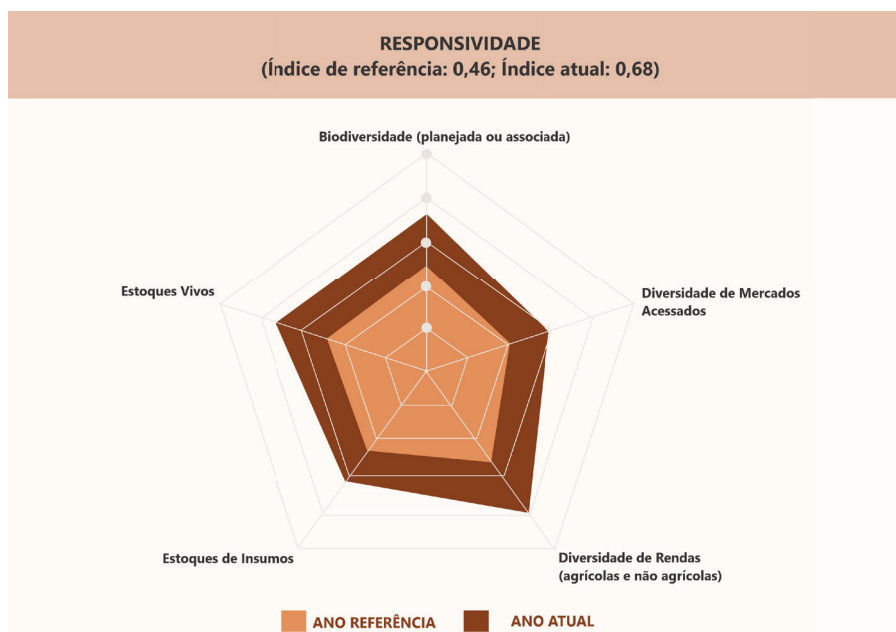 RESPONSIVIDADE
(Índice de referência: 0,46; Índice atual: 0,68)
Biodiversidade (planejada ou associada)
Estoques Vivos
Diversidade de Mercados
Acessados
Estoques de Insumos
Diversidade de Rendas
(agrícolas e não agrícolas)
ANO REFERÊNCIA
ANO ATUAL